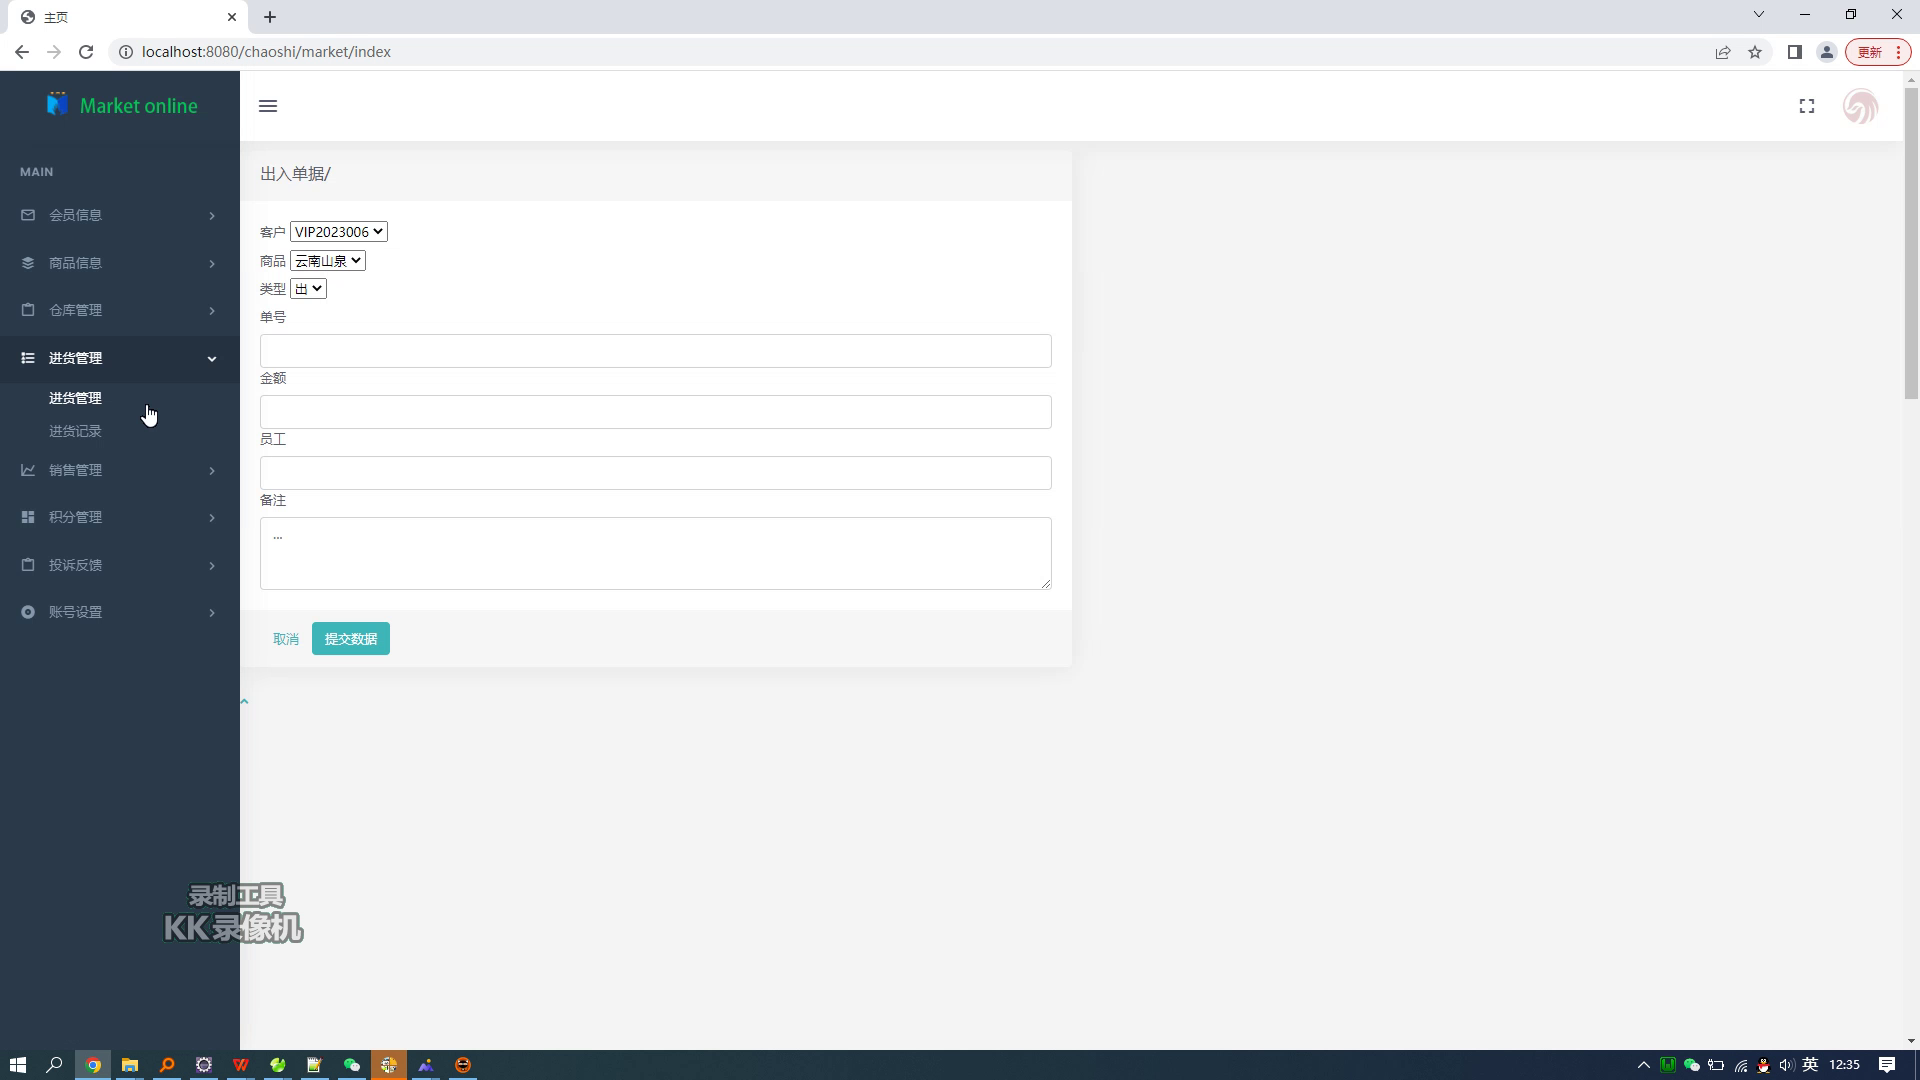 主页
localhost:8080/chaoshi/market/index
更新
Market online
MAIN
会员信息
商品信息
仓库管理
进货管理
进货管理
进货记录
销售管理
积分管理
投诉反馈
账号设置
出入单据/
客户 VIP2023006
商品 云南山泉
类型 出
单号
金额
员工
备注
...
取消 提交数据
录制工具
KK录像机
英 12:35